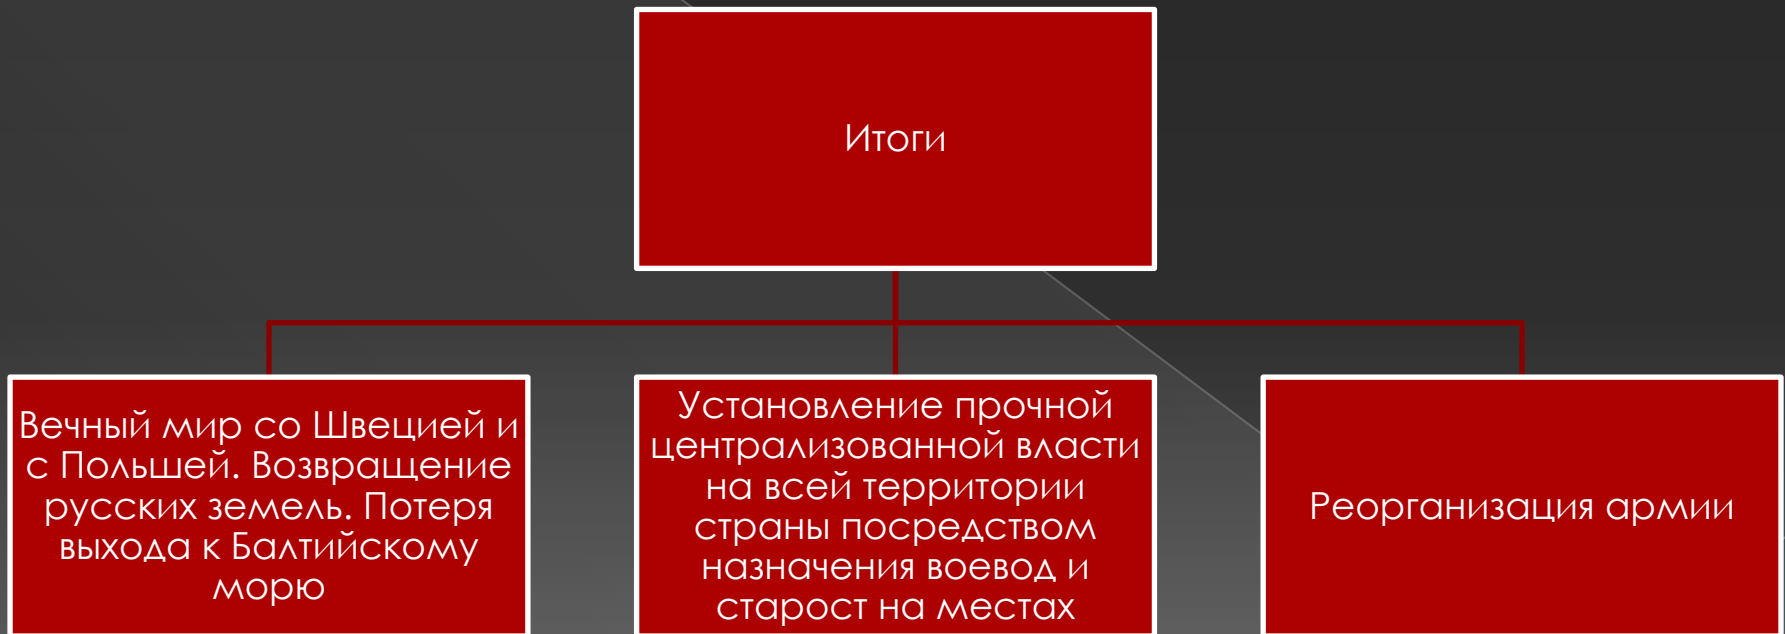 Итоги
Вечный мир со Швецией и
с Польшей. Возвращение
русских земель. Потеря
выхода к Балтийскому
морю
Установление прочной
централизованной власти
на всей территории
страны посредством
назначения воевод и
старост на местах
Реорганизация армии